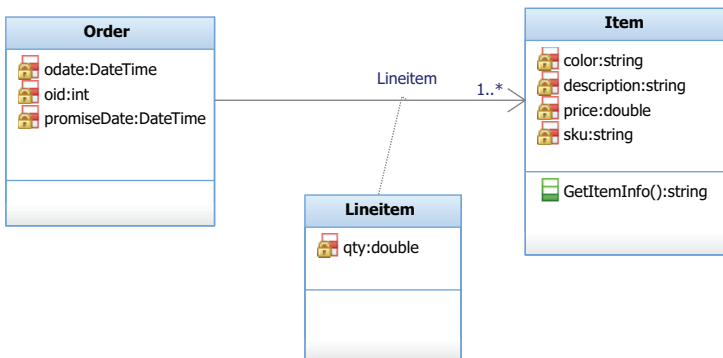 Order
odate:DateTime
oid:int
promiseDate:DateTime
Lineitem
1..*
Item
color:string
description:string
price:double
sku:string
GetItemInfo():string
Lineitem
qty:double